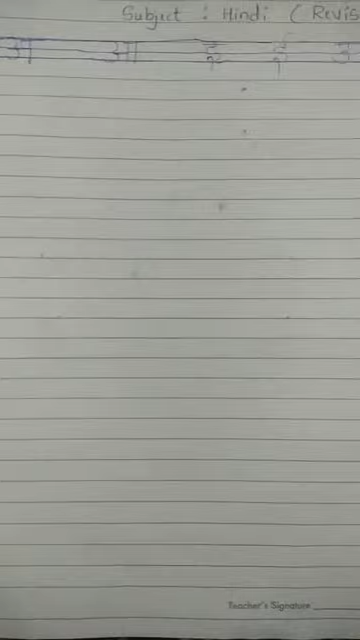 Subject : Hindi ( Revis
अ आ इ ई उ
Teacher's Signature